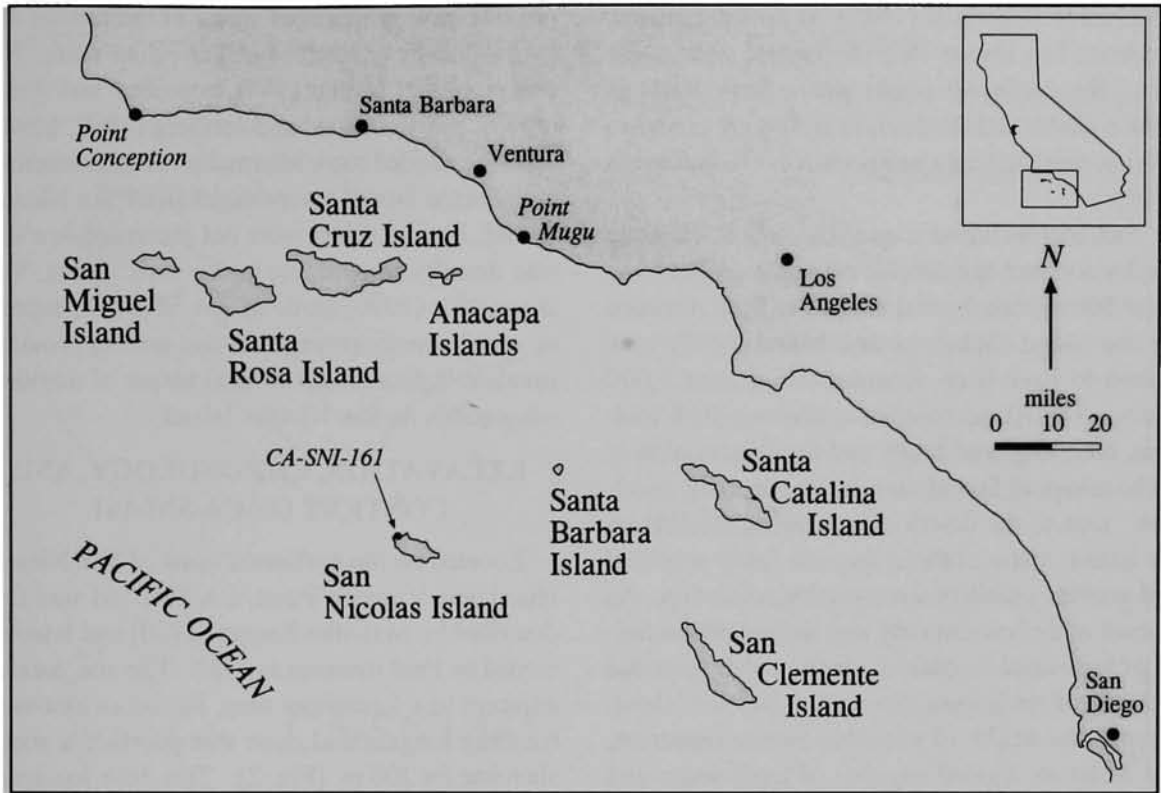 Santa Barbara
Point
Conception
Ventura
Santa
Cruz Island
Point
Mugu
San
Miguel
Island
Los
Angeles
N
Santa
Rosa Island
Anacapa
Islands
miles
0 10 20
CA-SNI-161
Santa
Barbara
Island
Santa
Catalina
Island
PACIFIC OCEAN
San
Nicolas Island
San
Clemente
Island
San
Diego